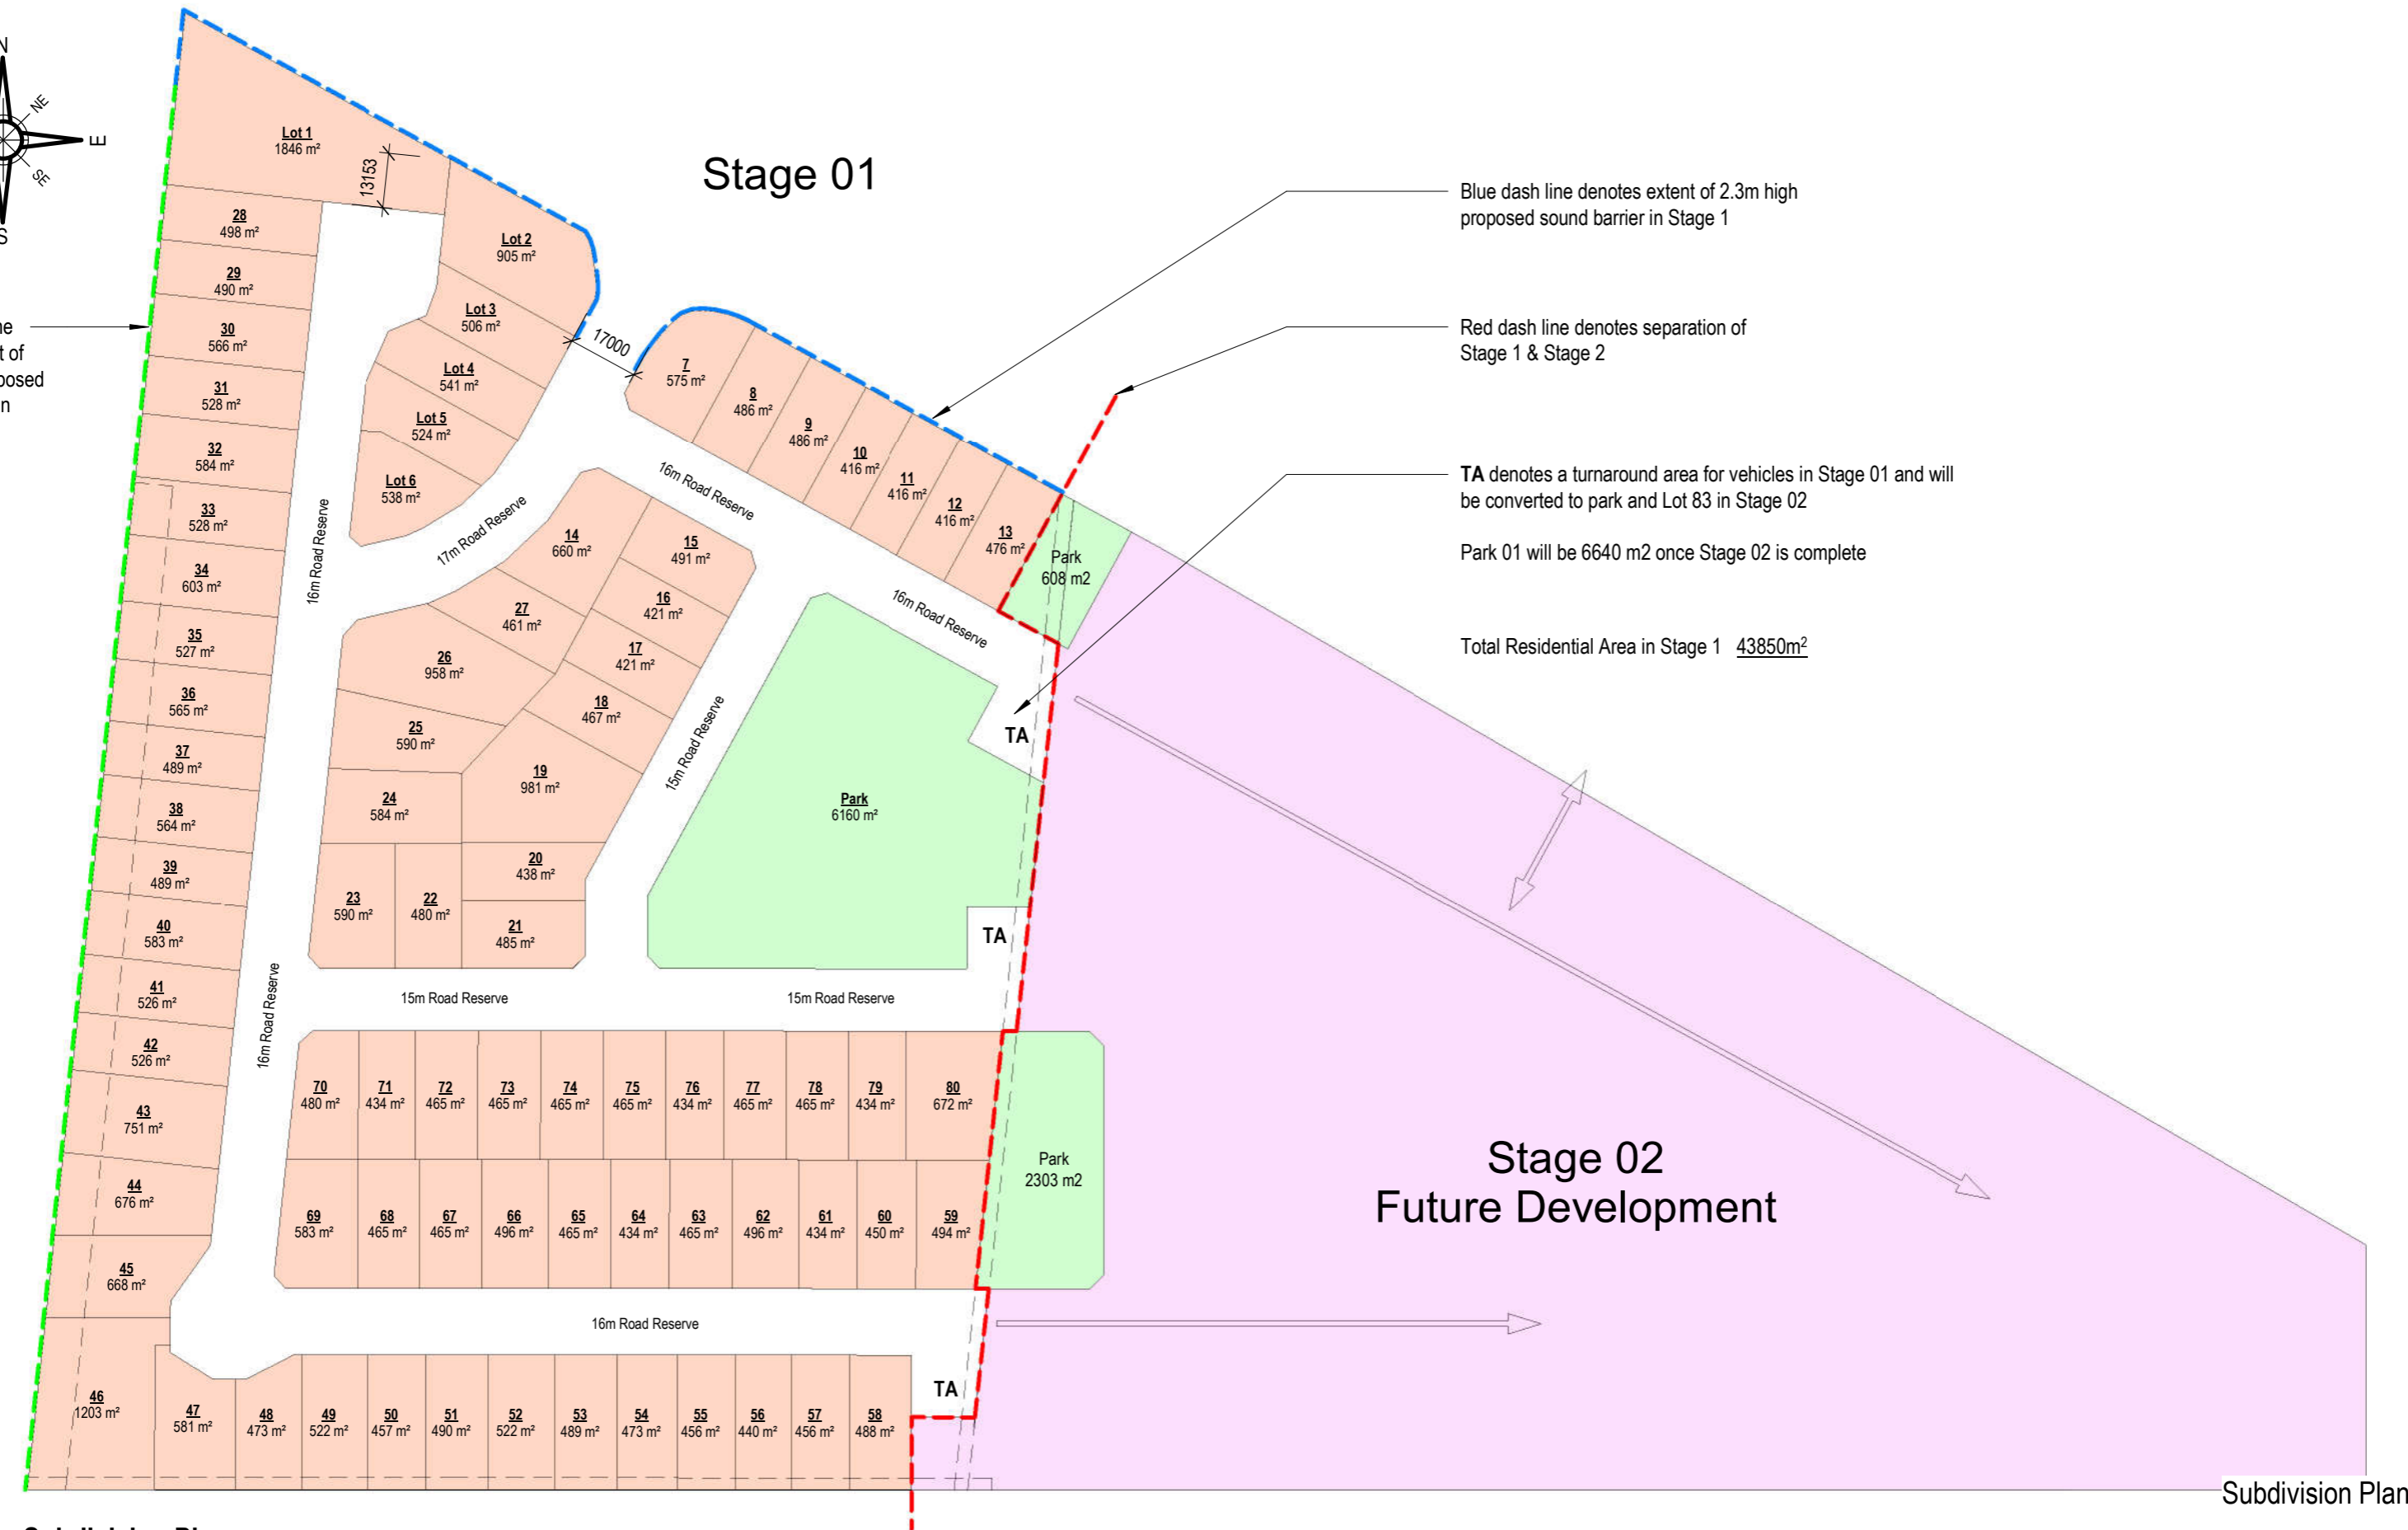 N
NE
E
SE
S
Stage 01
Lot 1
1846 m²
13153
28
498 m²
29
490 m²
30
566 m²
31
528 m²
32
584 m²
33
528 m²
34
603 m²
35
527 m²
36
565 m²
37
489 m²
38
564 m²
39
489 m²
40
583 m²
41
526 m²
42
526 m²
43
751 m²
44
676 m²
45
668 m²
46
1203 m²
Lot 2
905 m²
Lot 3
506 m²
Lot 4
541 m²
Lot 5
524 m²
Lot 6
538 m²
17000
7
575 m²
8
486 m²
9
486 m²
10
416 m²
11
416 m²
12
416 m²
13
476 m²
Park
608 m2
16m Road Reserve
16m Road Reserve
17m Road Reserve
16m Road Reserve
14
660 m²
15
491 m²
16
421 m²
17
421 m²
18
467 m²
19
981 m²
20
438 m²
21
485 m²
22
480 m²
23
590 m²
24
584 m²
25
590 m²
26
958 m²
27
461 m²
15m Road Reserve
Park
6160 m²
TA
TA
15m Road Reserve
15m Road Reserve
16m Road Reserve
70
480 m²
71
434 m²
72
465 m²
73
465 m²
74
465 m²
75
465 m²
76
434 m²
77
465 m²
78
465 m²
79
434 m²
80
672 m²
69
583 m²
68
465 m²
67
465 m²
66
496 m²
65
465 m²
64
434 m²
63
465 m²
62
496 m²
61
434 m²
60
450 m²
59
494 m²
Park
2303 m2
16m Road Reserve
TA
47
581 m²
48
473 m²
49
522 m²
50
457 m²
51
490 m²
52
522 m²
53
489 m²
54
473 m²
55
456 m²
56
440 m²
57
456 m²
58
488 m²
Blue dash line denotes extent of 2.3m high
proposed sound barrier in Stage 1
Red dash line denotes separation of
Stage 1 & Stage 2
TA denotes a turnaround area for vehicles in Stage 01 and will
be converted to park and Lot 83 in Stage 02
Park 01 will be 6640 m2 once Stage 02 is complete
Total Residential Area in Stage 1 43850m²
Stage 02
Future Development
Subdivision Plan